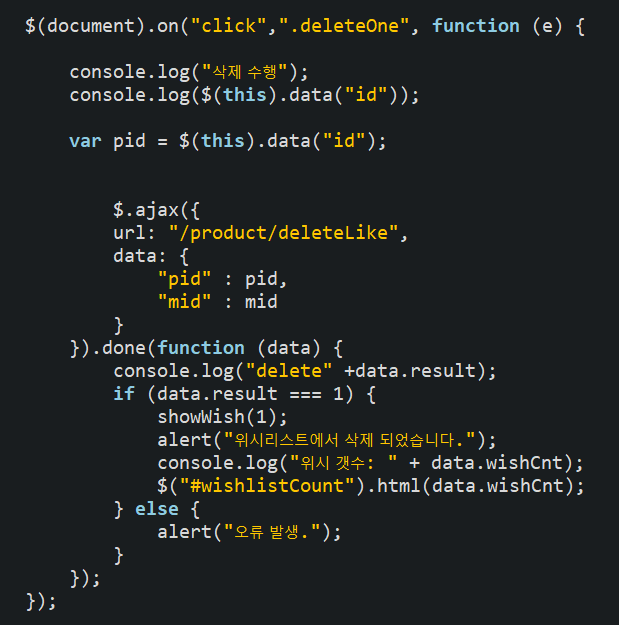 $(document).on("click",".deleteOne", function (e) {
console.log("삭제 수행");
console.log($(this).data("id"));
var pid = $(this).data("id");
$.ajax({
url: "/product/deleteLike",
data: {
"pid" : pid,
"mid" : mid
}
}).done(function (data) {
console.log("delete" +data.result);
if (data.result === 1) {
showWish(1);
alert("위시리스트에서 삭제 되었습니다.");
console.log("위시 갯수: " + data.wishCnt);
$("#wishlistCount").html(data.wishCnt);
} else {
alert("오류 발생.");
}
});
});